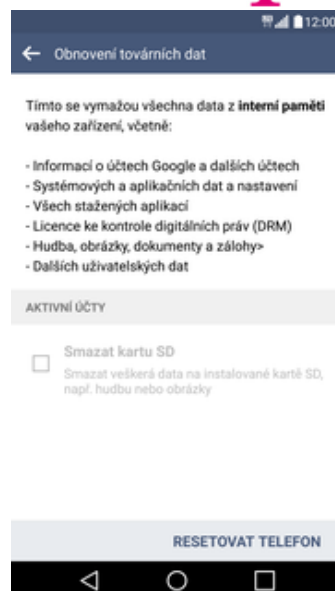 12:00
Obnovení továrních dat
Tímto se vymažou všechna data z interní paměti
vašeho zařízení, včetně:
- Informací o účtech Google a dalších účtech
- Systémových a aplikačních dat a nastavení
- Všech stažených aplikací
- Licence ke kontrole digitálních práv (DRM)
- Hudba, obrázky, dokumenty a zálohy>
- Dalších uživatelských dat
AKTIVNÍ ÚČTY
Smazat kartu SD
Smazat veškerá data na instalované kartě SD,
např. hudbu nebo obrázky
RESETOVAT TELEFON